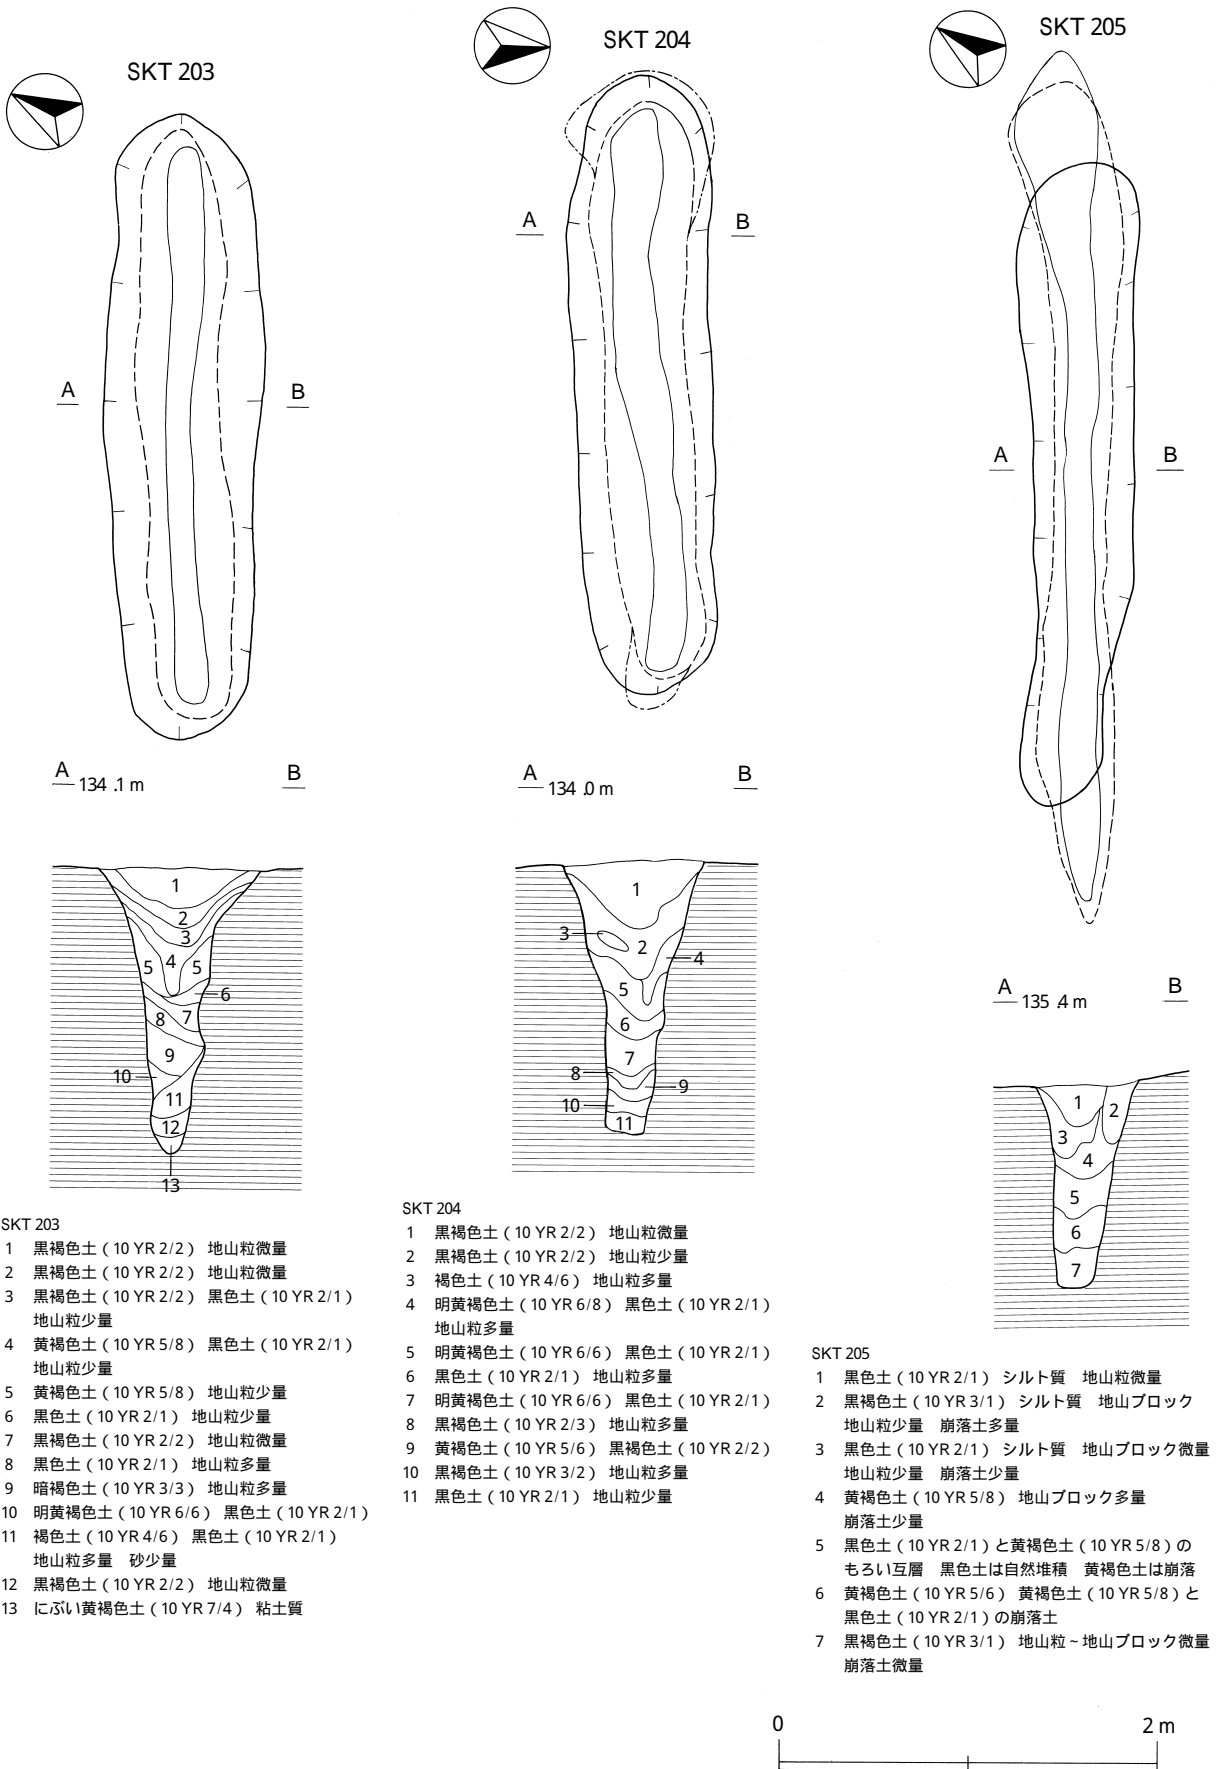 SKT 203
A
B
A 134.1 m
B
1
2
3
4
5
5
6
7
8
9
10
11
12
13
SKT 203
1 黒褐色土（10 YR 2/2） 地山粒微量
2 黒褐色土（10 YR 2/2） 地山粒微量
3 黒褐色土（10 YR 2/2） 黒色土（10 YR 2/1）
地山粒少量
4 黄褐色土（10 YR 5/8） 黒色土（10 YR 2/1）
地山粒少量
5 黄褐色土（10 YR 5/8） 地山粒少量
6 黒色土（10 YR 2/1） 地山粒少量
7 黒褐色土（10 YR 2/2） 地山粒微量
8 黒色土（10 YR 2/1） 地山粒多量
9 暗褐色土（10 YR 3/3） 地山粒多量
10 明黄褐色土（10 YR 6/6） 黒色土（10 YR 2/1）
11 褐色土（10 YR 4/6） 黒色土（10 YR 2/1）
地山粒多量 砂少量
12 黒褐色土（10 YR 2/2） 地山粒微量
13 にぶい黄褐色土（10 YR 7/4） 粘土質
SKT 204
A
B
A 134.0 m
B
1
2
3
4
5
6
7
8
9
10
11
SKT 204
1 黒褐色土（10 YR 2/2） 地山粒微量
2 黒褐色土（10 YR 2/2） 地山粒少量
3 褐色土（10 YR 4/6） 地山粒多量
4 明黄褐色土（10 YR 6/8） 黒色土（10 YR 2/1）
地山粒多量
5 明黄褐色土（10 YR 6/6） 黒色土（10 YR 2/1）
6 黒色土（10 YR 2/1） 地山粒多量
7 明黄褐色土（10 YR 6/6） 黒色土（10 YR 2/1）
8 黒褐色土（10 YR 2/3） 地山粒多量
9 黄褐色土（10 YR 5/6） 黒褐色土（10 YR 2/2）
10 黒褐色土（10 YR 3/2） 地山粒多量
11 黒色土（10 YR 2/1） 地山粒少量
SKT 205
A
B
A 135.4 m
B
1
2
3
4
5
6
7
SKT 205
1 黒色土（10 YR 2/1） シルト質 地山粒微量
2 黒褐色土（10 YR 3/1） シルト質 地山ブロック
地山粒少量 崩落土多量
3 黒色土（10 YR 2/1） シルト質 地山ブロック微量
地山粒少量 崩落土少量
4 黄褐色土（10 YR 5/8） 地山ブロック多量
崩落土少量
5 黒色土（10 YR 2/1）と黄褐色土（10 YR 5/8）の
もろい互層 黒色土は自然堆積 黄褐色土は崩落
6 黄褐色土（10 YR 5/6） 黄褐色土（10 YR 5/8）と
黒色土（10 YR 2/1）の崩落土
7 黒褐色土（10 YR 3/1） 地山粒～地山ブロック微量
崩落土微量
0 2 m